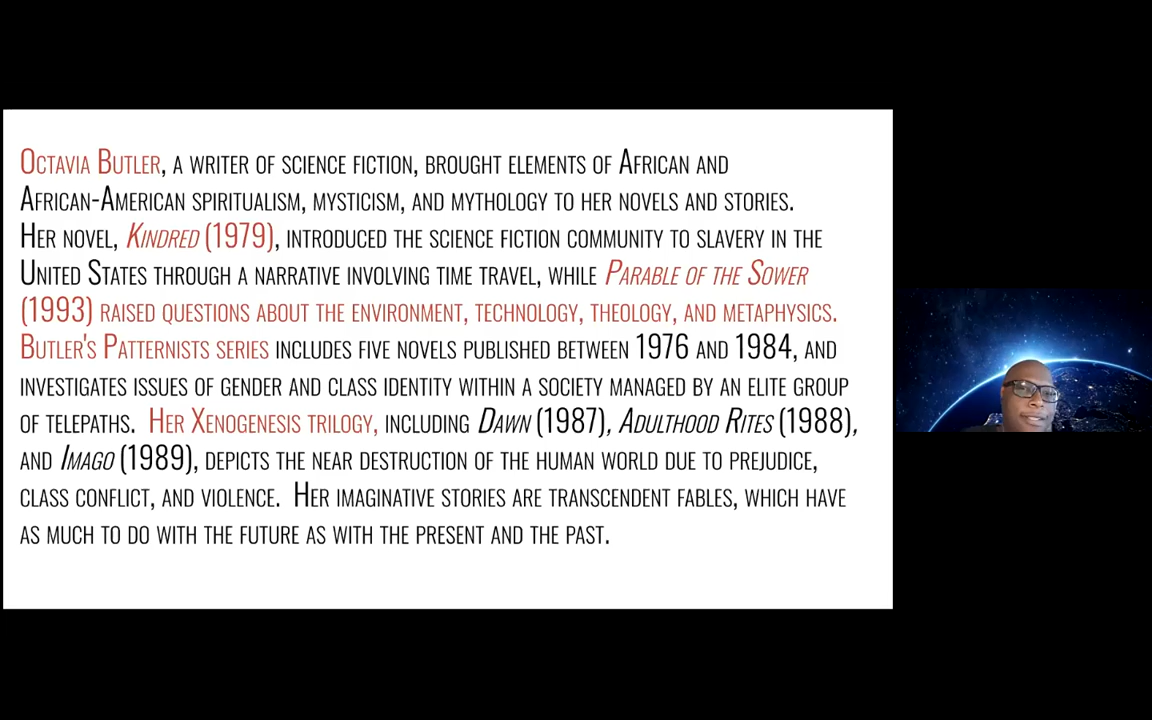 Octavia Butler, a writer of science fiction, brought elements of African and
African-American spiritualism, mysticism, and mythology to her novels and stories.
Her novel, Kindred (1979), introduced the science fiction community to slavery in the
United States through a narrative involving time travel, while Parable of the Sower
(1993) raised questions about the environment, technology, theology, and metaphysics.
Butler's Patternists series includes five novels published between 1976 and 1984, and
investigates issues of gender and class identity within a society managed by an elite group
of telepaths. Her Xenogenesis trilogy, including Dawn (1987), Adulthood Rites (1988),
and Imago (1989), depicts the near destruction of the human world due to prejudice,
class conflict, and violence. Her imaginative stories are transcendent fables, which have
as much to do with the future as with the present and the past.